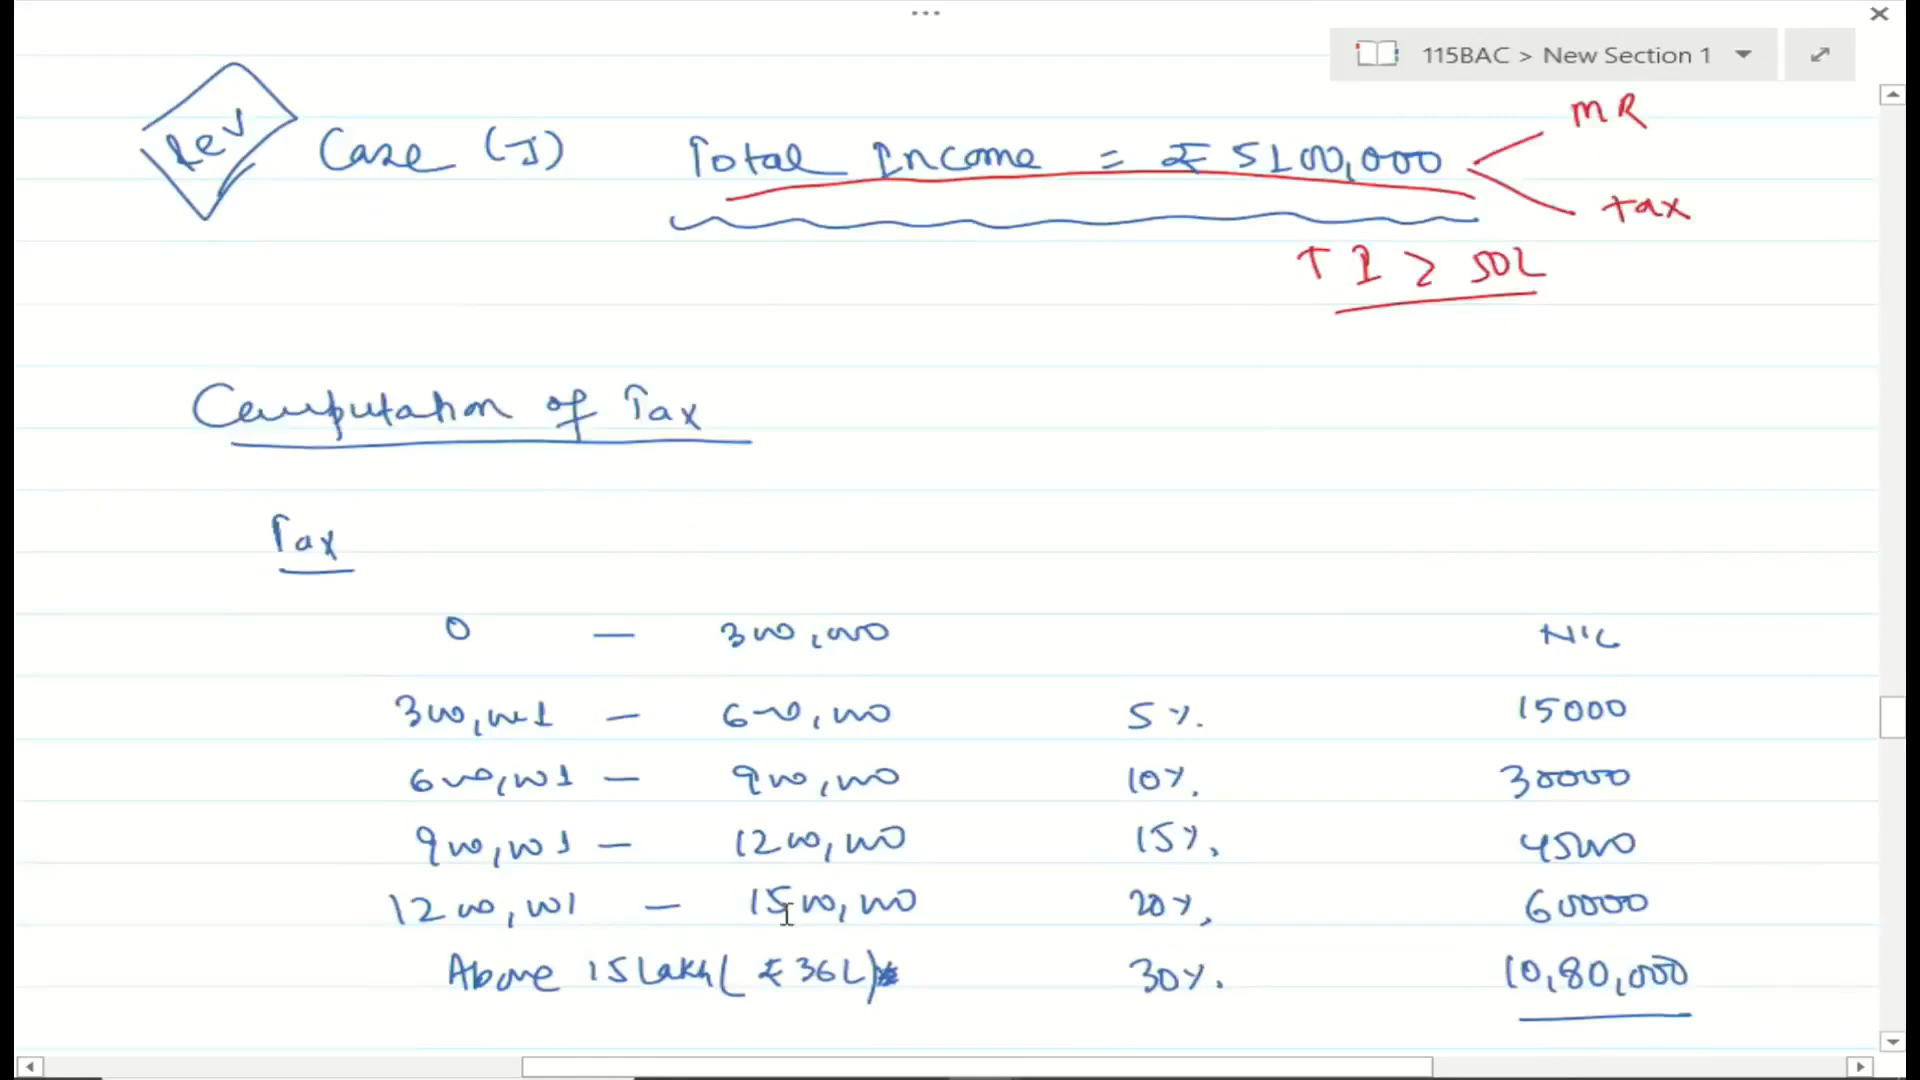 115BAC > New Section 1
Rev Case (J) Total Income = ₹ 5100,000
MR
tax
TI > 50L
Computation of Tax
Tax
0 — 300,000 Nil
300,001 — 600,000 5%. 15000
600,001 — 900,000 10%. 30000
900,001 — 1200,000 15%. 45000
1200,001 — 1500,000 20%. 60000
Above 15 Lakh (₹ 36L) 30%. 10,80,000